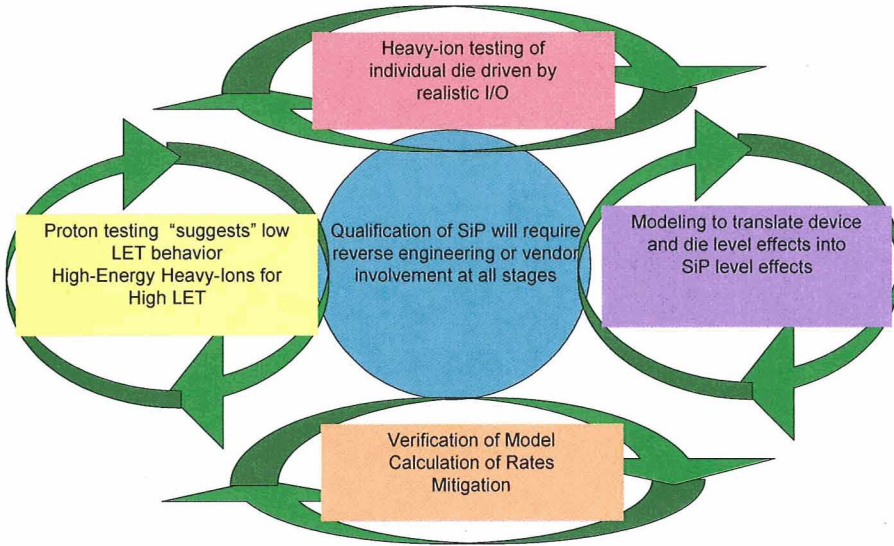 Heavy-ion testing of
individual die driven by
realistic I/O
Proton testing “suggests” low
LET behavior
High-Energy Heavy-Ions for
High LET
Qualification of SiP will require
reverse engineering or vendor
involvement at all stages
Modeling to translate device
and die level effects into
SiP level effects
Verification of Model
Calculation of Rates
Mitigation